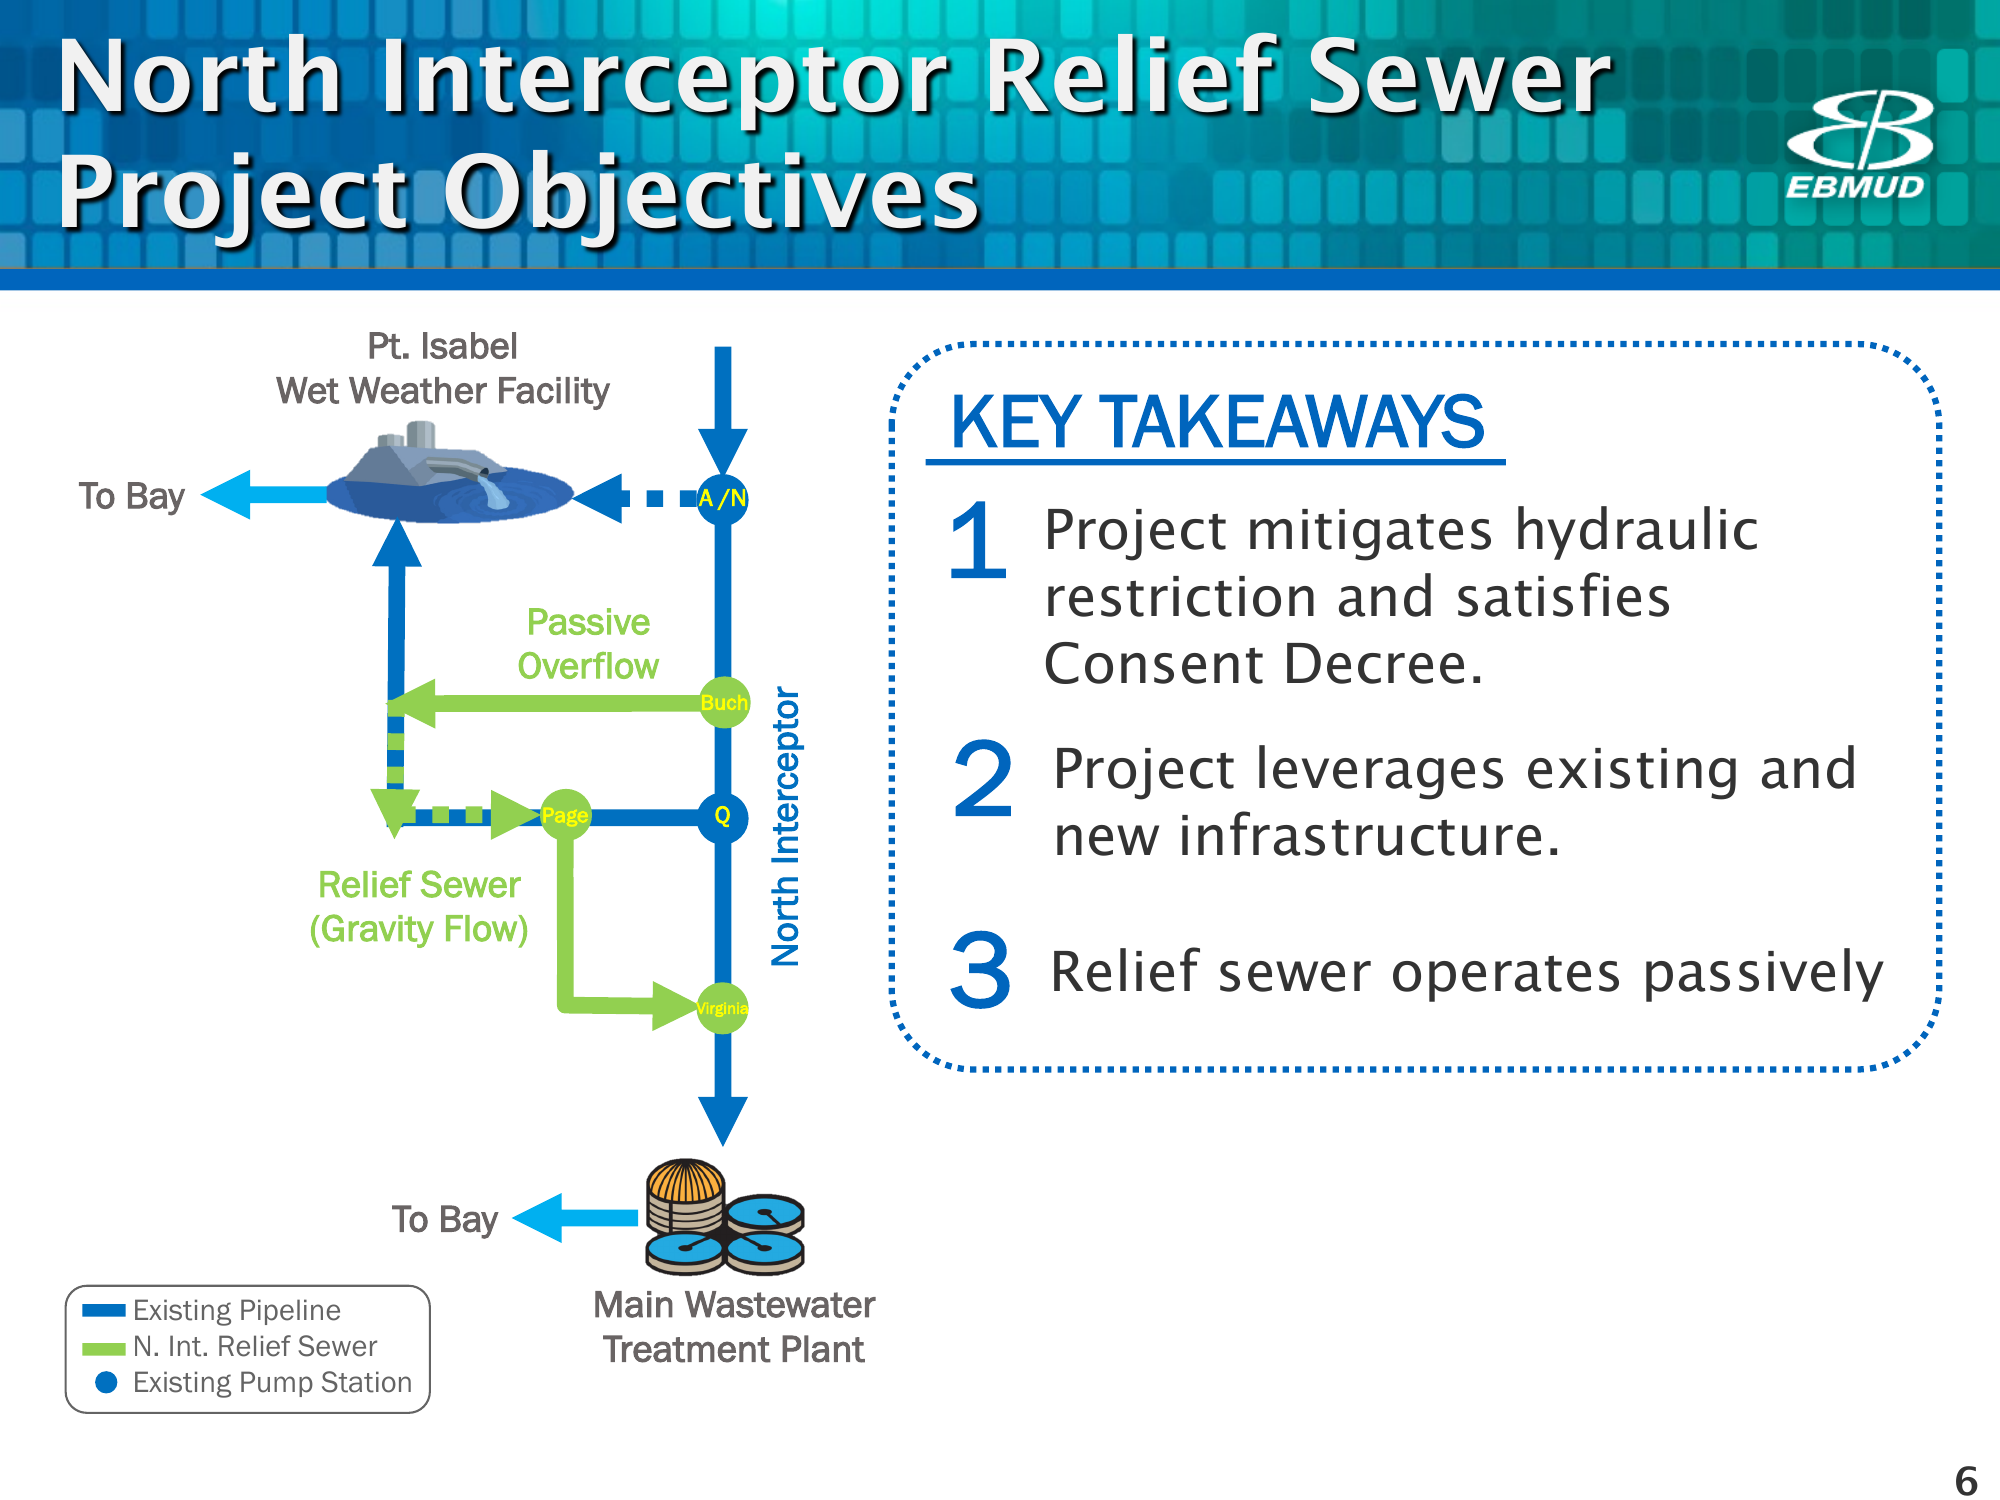 North Interceptor Relief Sewer
Project Objectives
EBMUD
Pt. Isabel
Wet Weather Facility
To Bay
A /N
Passive
Overflow
Buch
North Interceptor
Page
Q
Relief Sewer
(Gravity Flow)
Virginia
To Bay
Main Wastewater
Treatment Plant
Existing Pipeline
N. Int. Relief Sewer
Existing Pump Station
KEY TAKEAWAYS
1 Project mitigates hydraulic
restriction and satisfies
Consent Decree.
2 Project leverages existing and
new infrastructure.
3 Relief sewer operates passively
6